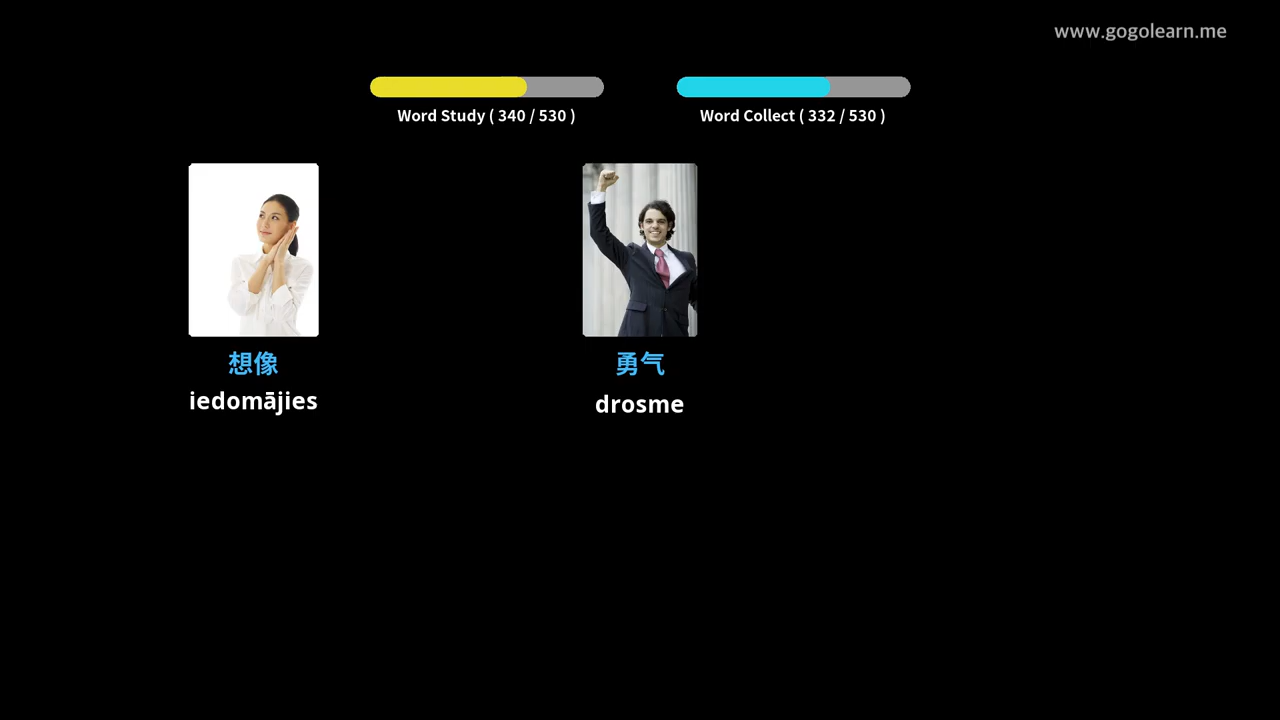 www.gogolearn.me
Word Study ( 340 / 530 )
Word Collect ( 332 / 530 )
想像
iedomājies
勇气
drosme